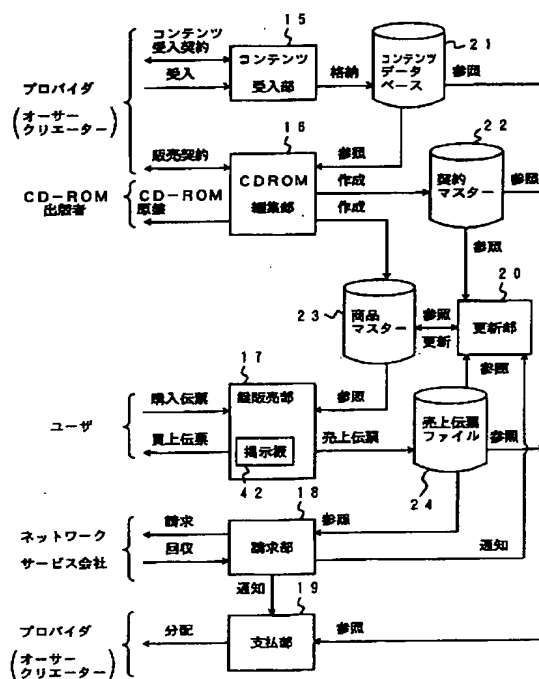 コンテンツ
受入契約
15
21
コンテンツ
受入部
コンテンツ
データ
ベース
プロバイダ
(オーサー
クリエーター)
受入
格納
参照
16
22
販売契約
参照
CDROM
編集部
作成
契約
マスター
参照
CD-ROM
出版者
CD-ROM
原盤
作成
参照
20
23
商品
マスター
参照
更新
更新部
17
参照
購入伝票
参照
ユーザ
鍵販売部
売上伝票
ファイル
買上伝票
掲示板
売上伝票
参照
42
18
24
ネットワーク
サービス会社
請求
参照
請求部
回収
通知
通知
19
プロバイダ
(オーサー
クリエーター)
分配
支払部
参照